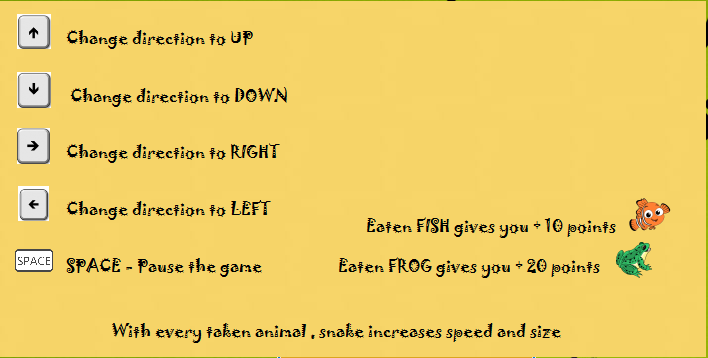 Change direction to UP
Change direction to DOWN
Change direction to RIGHT
Change direction to LEFT
Eaten FISH gives you +10 points
SPACE SPACE - Pause the game
Eaten FROG gives you +20 points
With every taken animal , snake increases speed and size